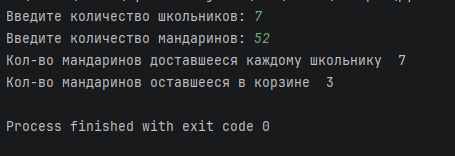 Введите количество школьников: 7
Введите количество мандаринов: 52
Кол-во мандаринов доставшееся каждому школьнику  7
Кол-во мандаринов оставшееся в корзине  3
Process finished with exit code 0